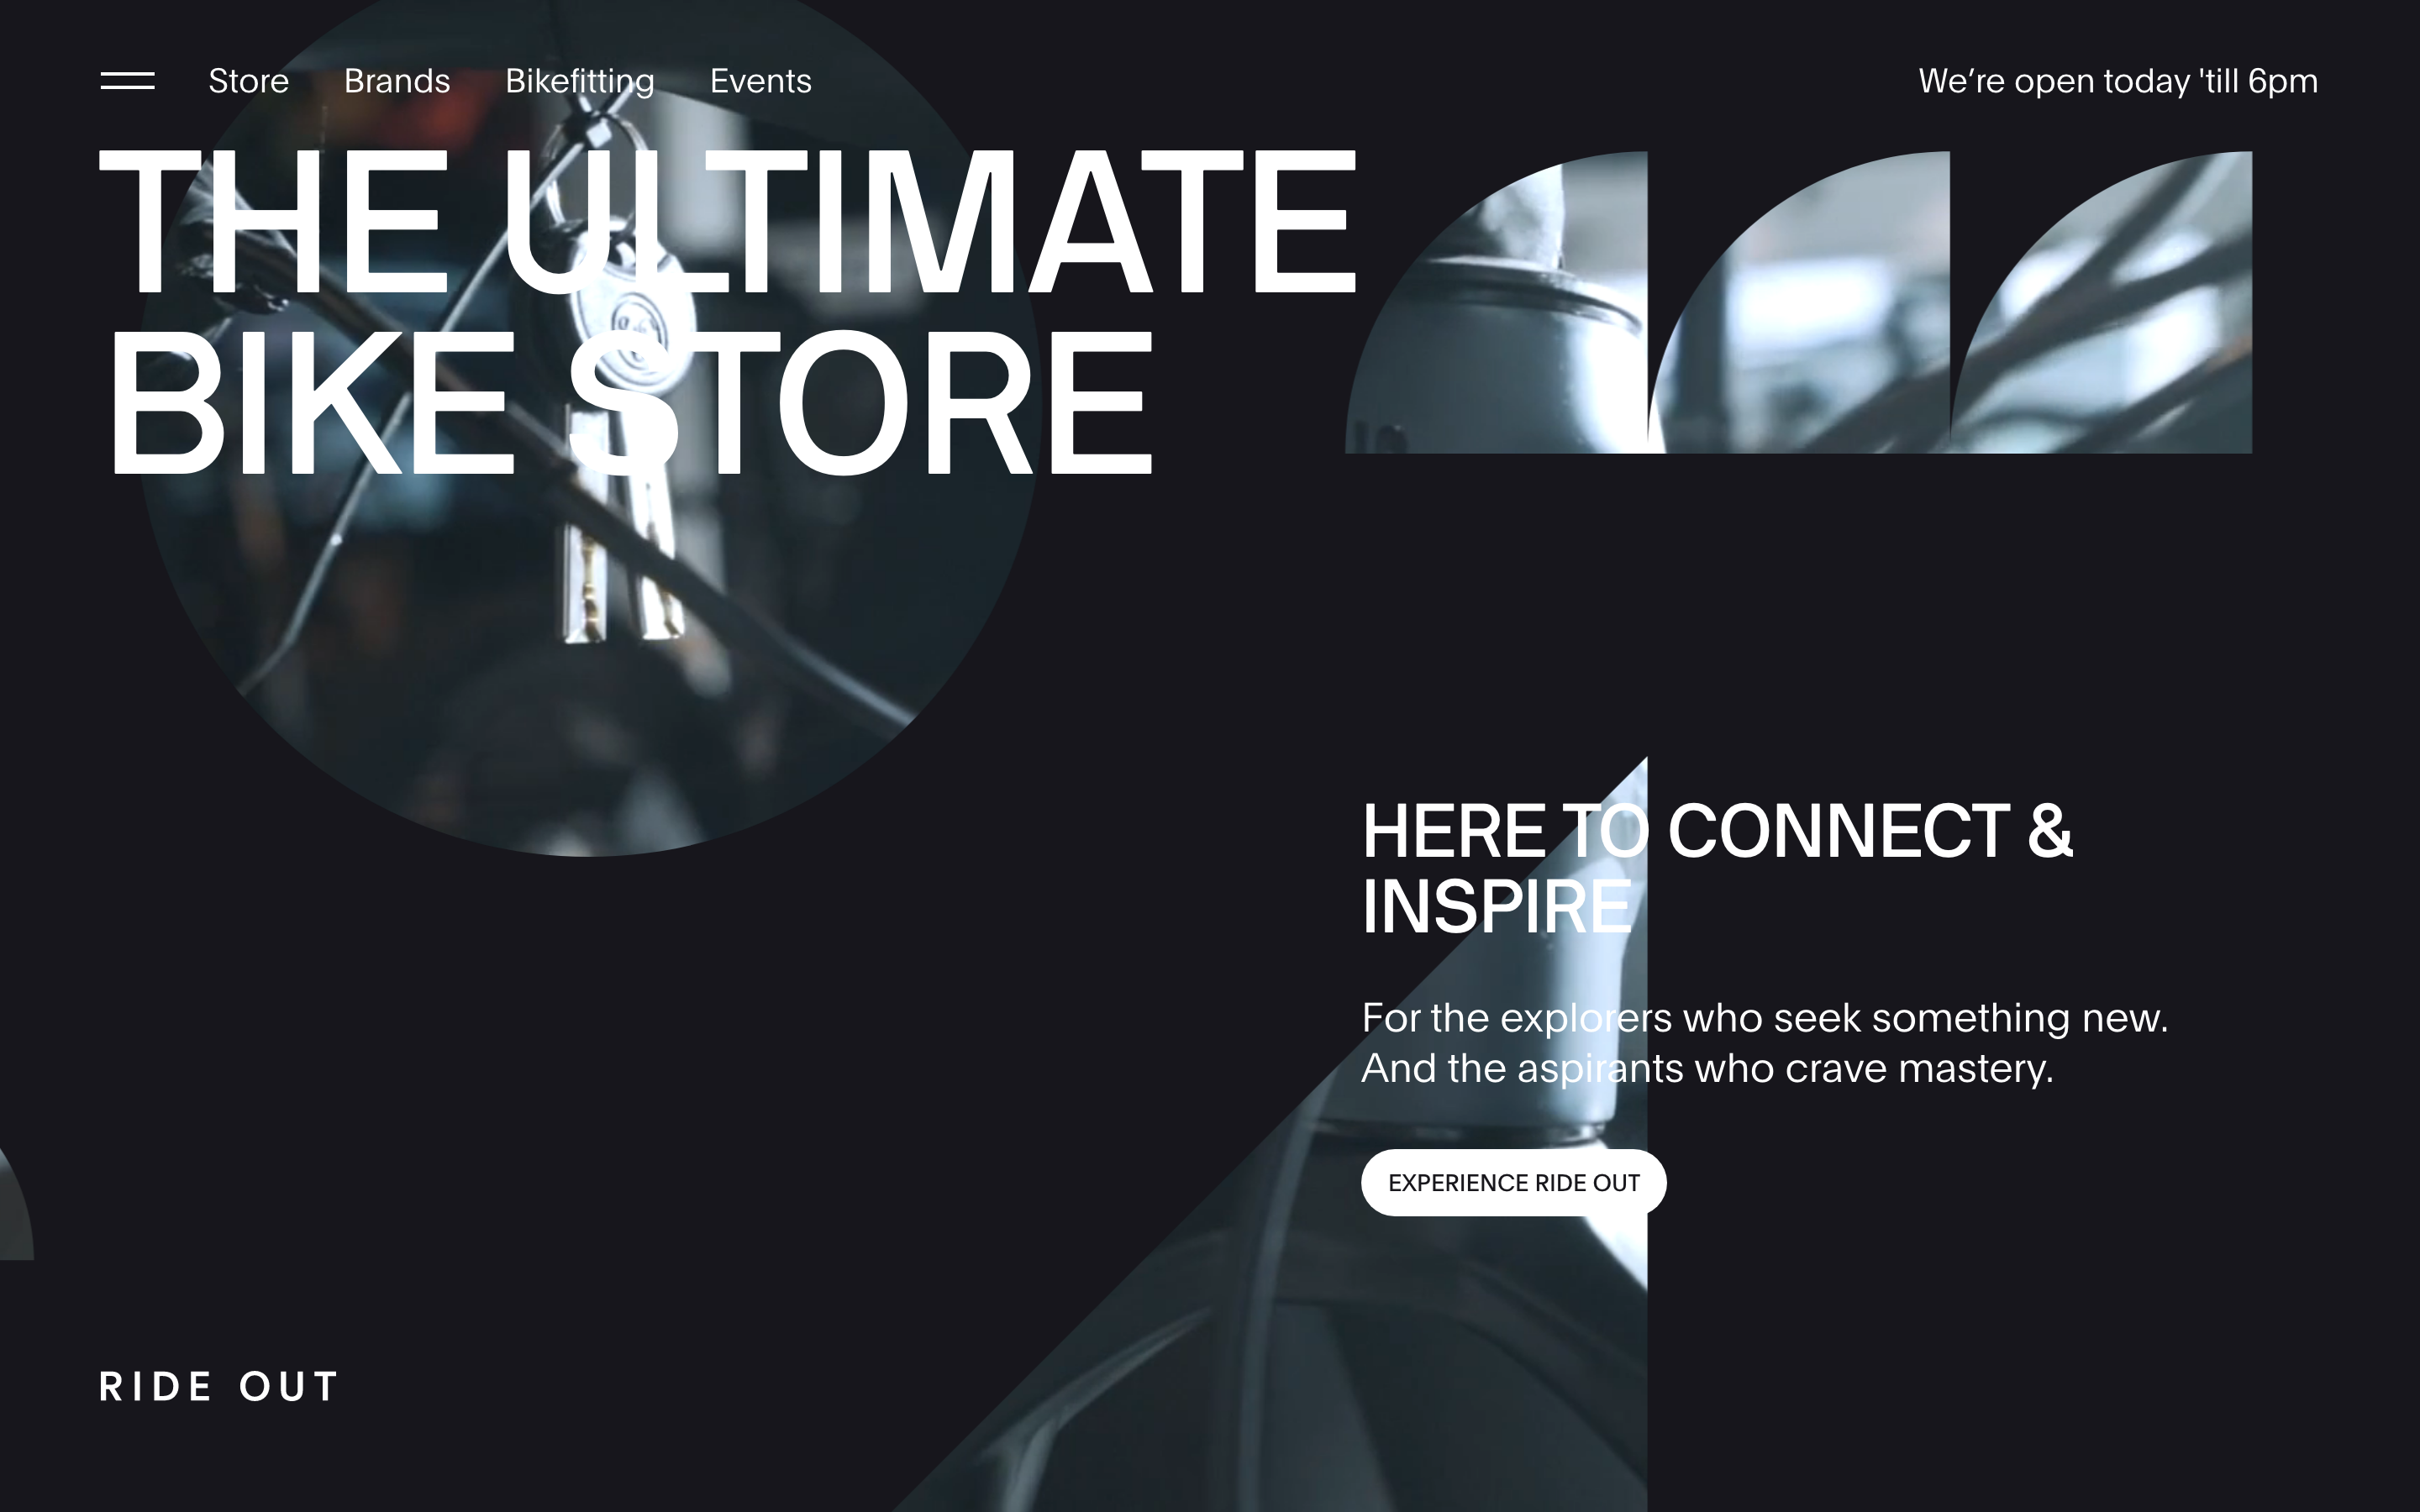 Store Brands Bikefitting Events We’re open today 'till 6pm
THE ULTIMATE
BIKE STORE
HERE TO CONNECT &
INSPIRE
For the explorers who seek something new.
And the aspirants who crave mastery.
EXPERIENCE RIDE OUT
RIDE OUT